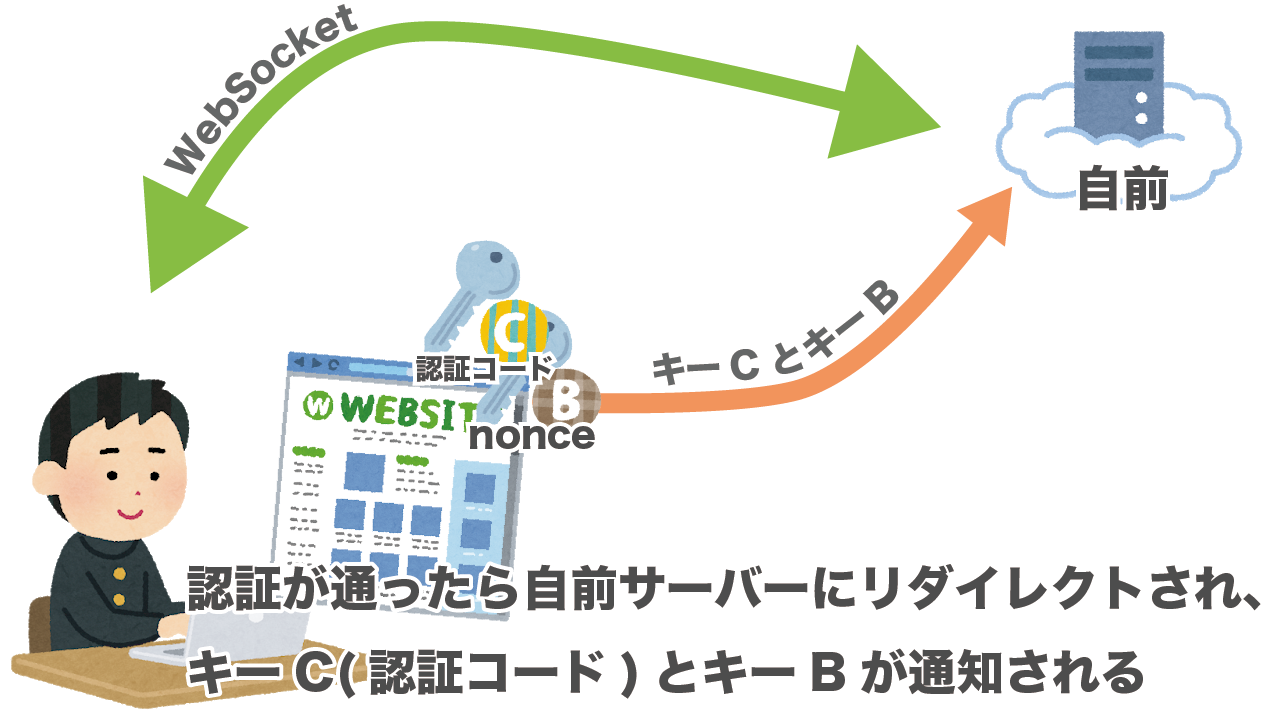 WebSocket
自前
C
認証コード
B
nonce
キー C とキー B
W WEBSIT
認証が通ったら自前サーバーにリダイレクトされ、
キー C( 認証コード ) とキー B が通知される